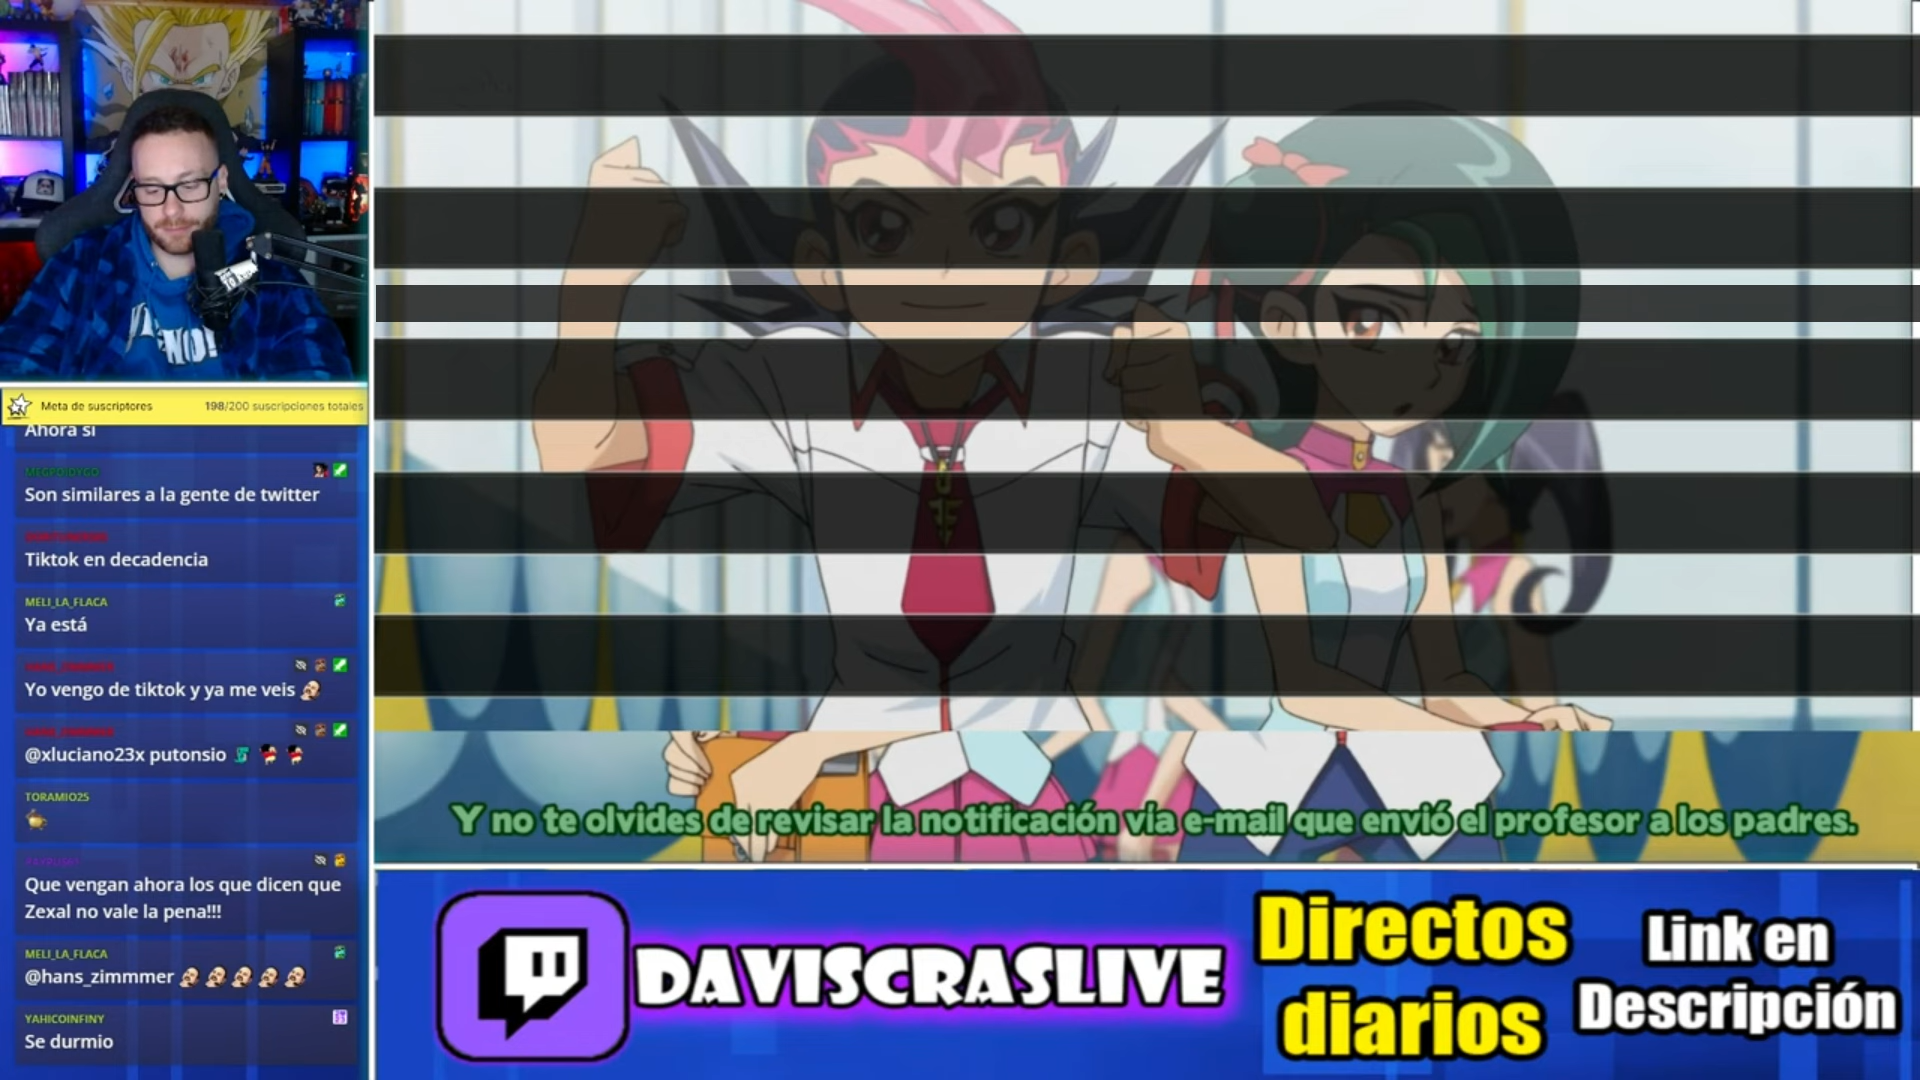 Meta de suscriptores 198/200 suscripciones totales
Ahora si
Son similares a la gente de twitter
Tiktok en decadencia
MELI_LA_FLACA
Ya está
Yo vengo de tiktok y ya me veis
@xluciano23x putonsio
TORAMIO25
Que vengan ahora los que dicen que
Zexal no vale la pena!!!
MELI_LA_FLACA
@hans_zimmmer
YAHICOINFINY
Se durmio
Y no te olvides de revisar la notificación vía e-mail que envió el profesor a los padres.
DAVISCRASLIVE
Directos
diarios
Link en
Descripción